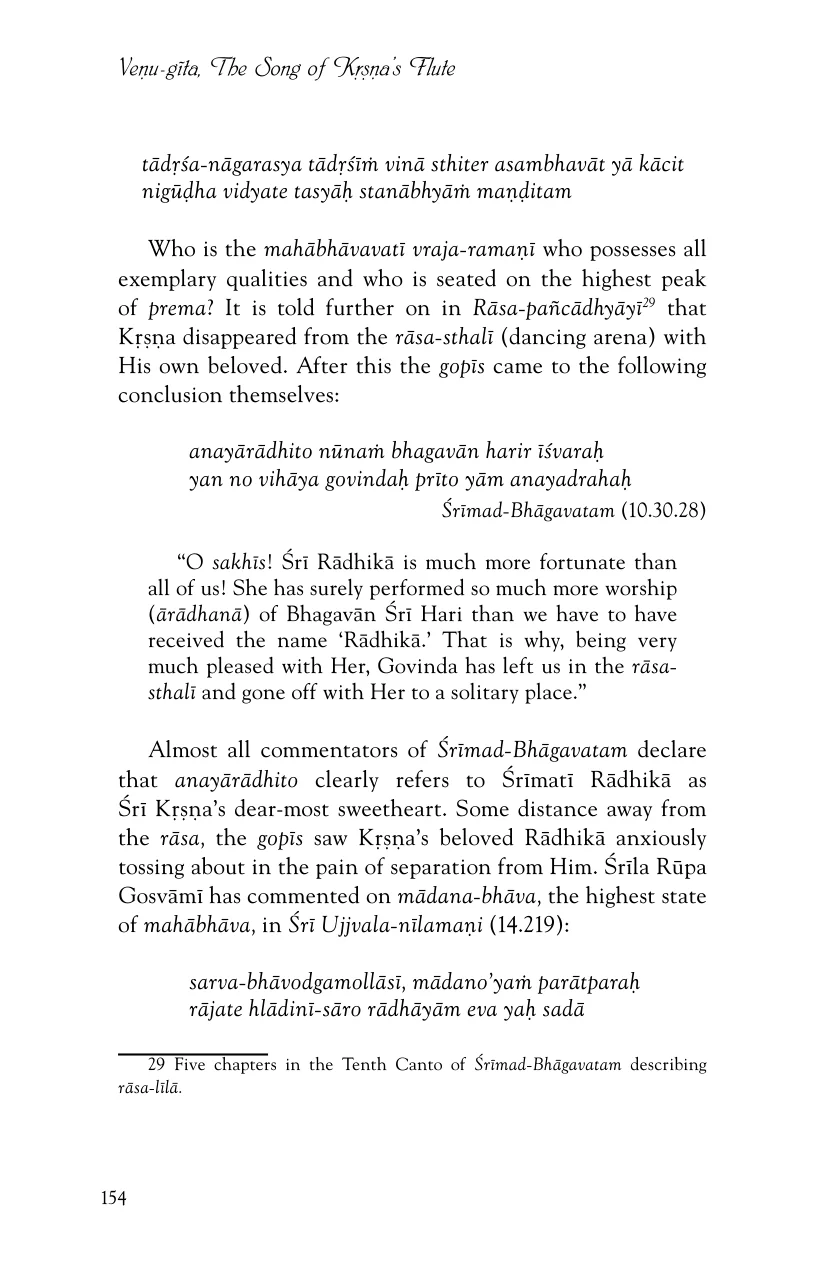 Veṇu-gīta, The Song of Kṛṣṇa's Flute
tādṛśa-nāgarasya tādṛśīṁ vinā sthiter asambhavāt yā kācit
nigūḍha vidyate tasyāḥ stanābhyāṁ maṇḍitam
Who is the mahābhāvavatī vraja-ramaṇī who possesses all
exemplary qualities and who is seated on the highest peak
of prema? It is told further on in Rāsa-pañcādhyāyī29 that
Kṛṣṇa disappeared from the rāsa-sthalī (dancing arena) with
His own beloved. After this the gopīs came to the following
conclusion themselves:
anayārādhito nūnaṁ bhagavān harir īśvaraḥ
yan no vihāya govindaḥ prīto yām anayadrahaḥ
Śrīmad-Bhāgavatam (10.30.28)
“O sakhīs! Śrī Rādhikā is much more fortunate than
all of us! She has surely performed so much more worship
(ārādhanā) of Bhagavān Śrī Hari than we have to have
received the name ‘Rādhikā.’ That is why, being very
much pleased with Her, Govinda has left us in the rāsa-
sthalī and gone off with Her to a solitary place.”
Almost all commentators of Śrīmad-Bhāgavatam declare
that anayārādhito clearly refers to Śrīmatī Rādhikā as
Śrī Kṛṣṇa’s dear-most sweetheart. Some distance away from
the rāsa, the gopīs saw Kṛṣṇa’s beloved Rādhikā anxiously
tossing about in the pain of separation from Him. Śrīla Rūpa
Gosvāmī has commented on mādana-bhāva, the highest state
of mahābhāva, in Śrī Ujjvala-nīlamaṇi (14.219):
sarva-bhāvodgamollāsī, mādano’yaṁ parātparaḥ
rājate hlādinī-sāro rādhāyām eva yaḥ sadā
29 Five chapters in the Tenth Canto of Śrīmad-Bhāgavatam describing
rāsa-līlā.
154